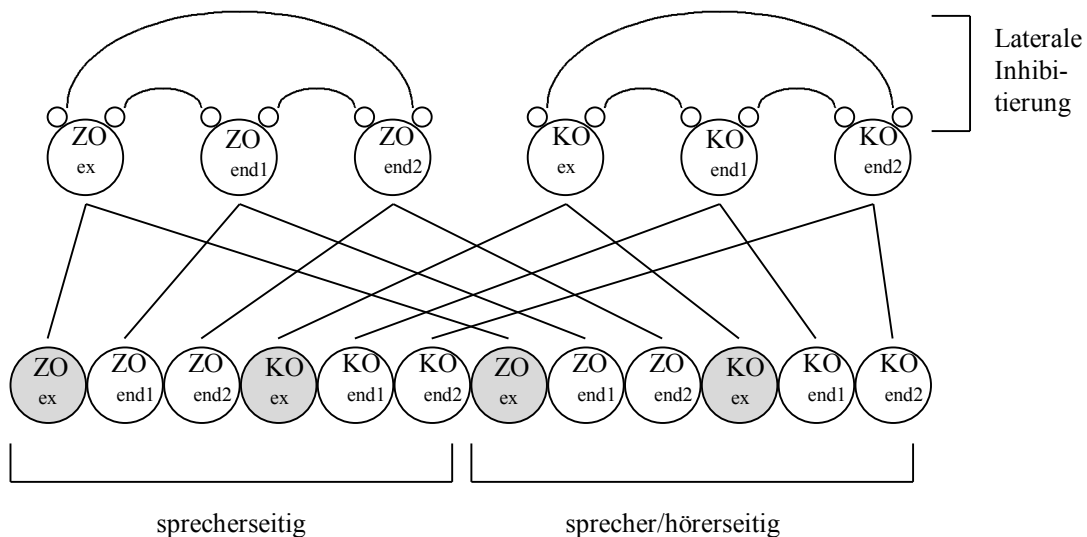 Laterale
Inhibi-
tierung
ZO ZO ZO KO KO KO
ex end1 end2 ex end1 end2
ZO ZO ZO KO KO KO ZO ZO ZO KO KO KO
ex end1 end2 ex end1 end2 ex end1 end2 ex end1 end2
sprecherseitig sprecher/hörerseitig